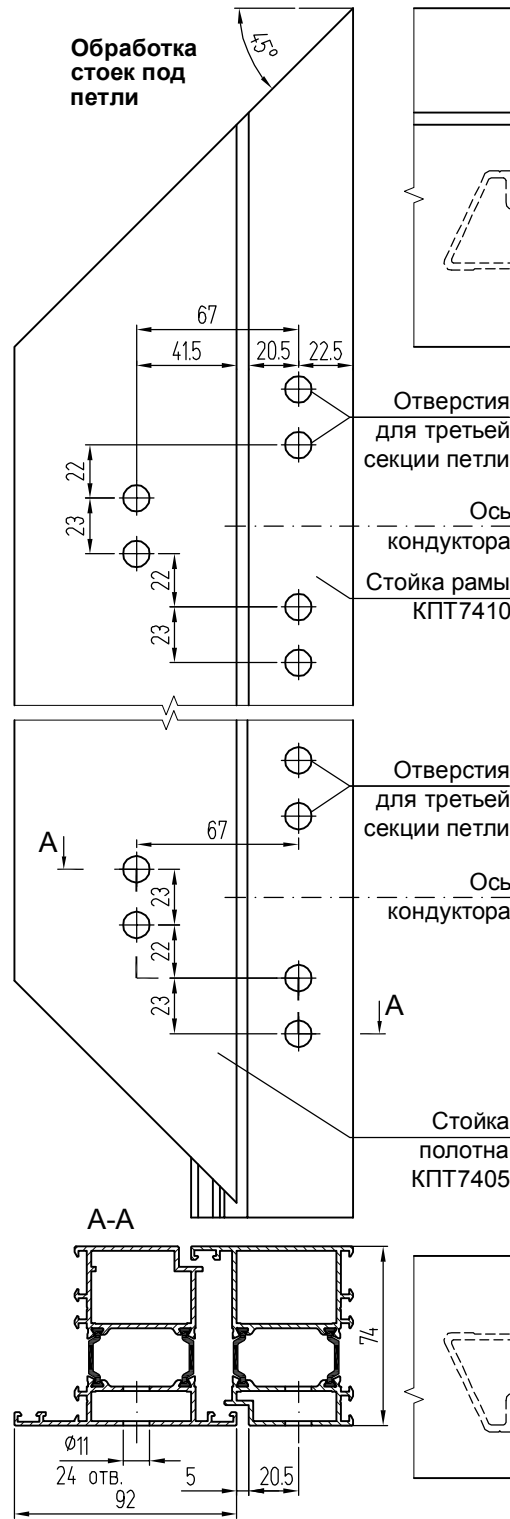 Обработка
стоек под
петли
45°
67
41.5
20.5
22.5
Отверстия
для третьей
секции петли
22
23
Ось
кондуктора
22
23
Стойка рамы
КПТ7410
Отверстия
для третьей
секции петли
67
А
23
22
23
Ось
кондуктора
А
Стойка
полотна
КПТ7405
А-А
74
ø11
24 отв.
5
20.5
92